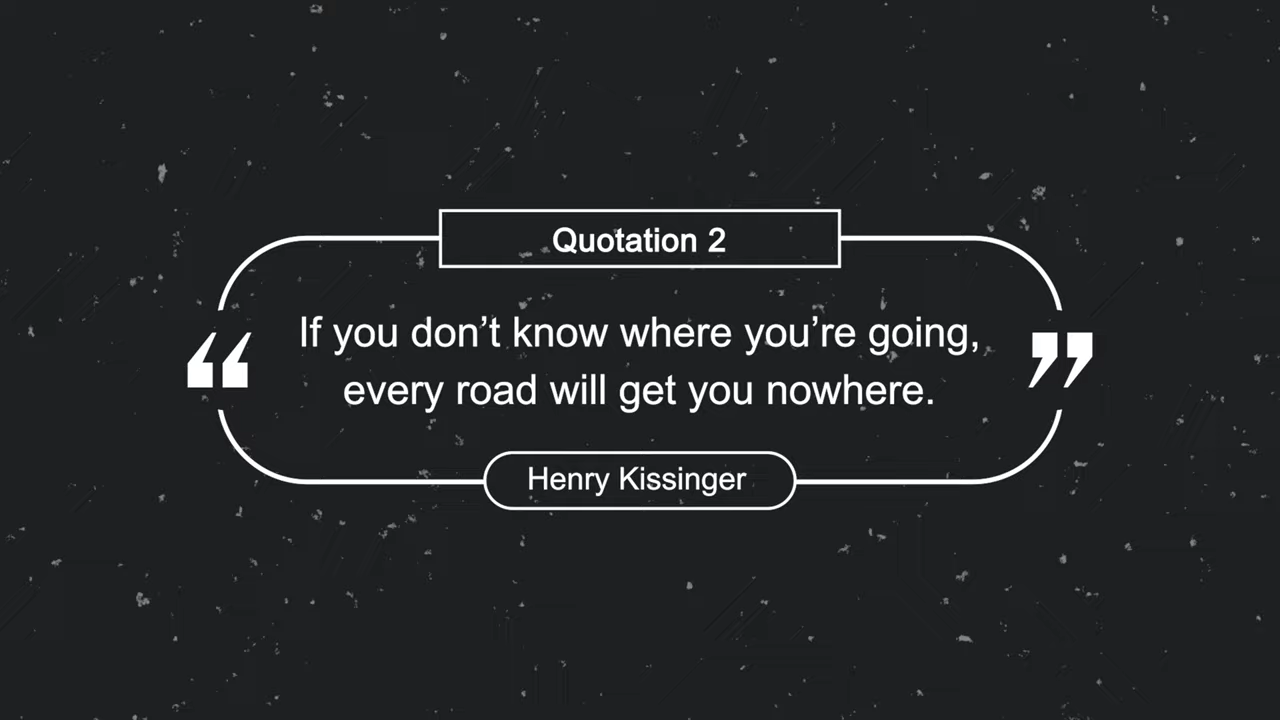 Quotation 2
If you don’t know where you’re going,
every road will get you nowhere.
Henry Kissinger